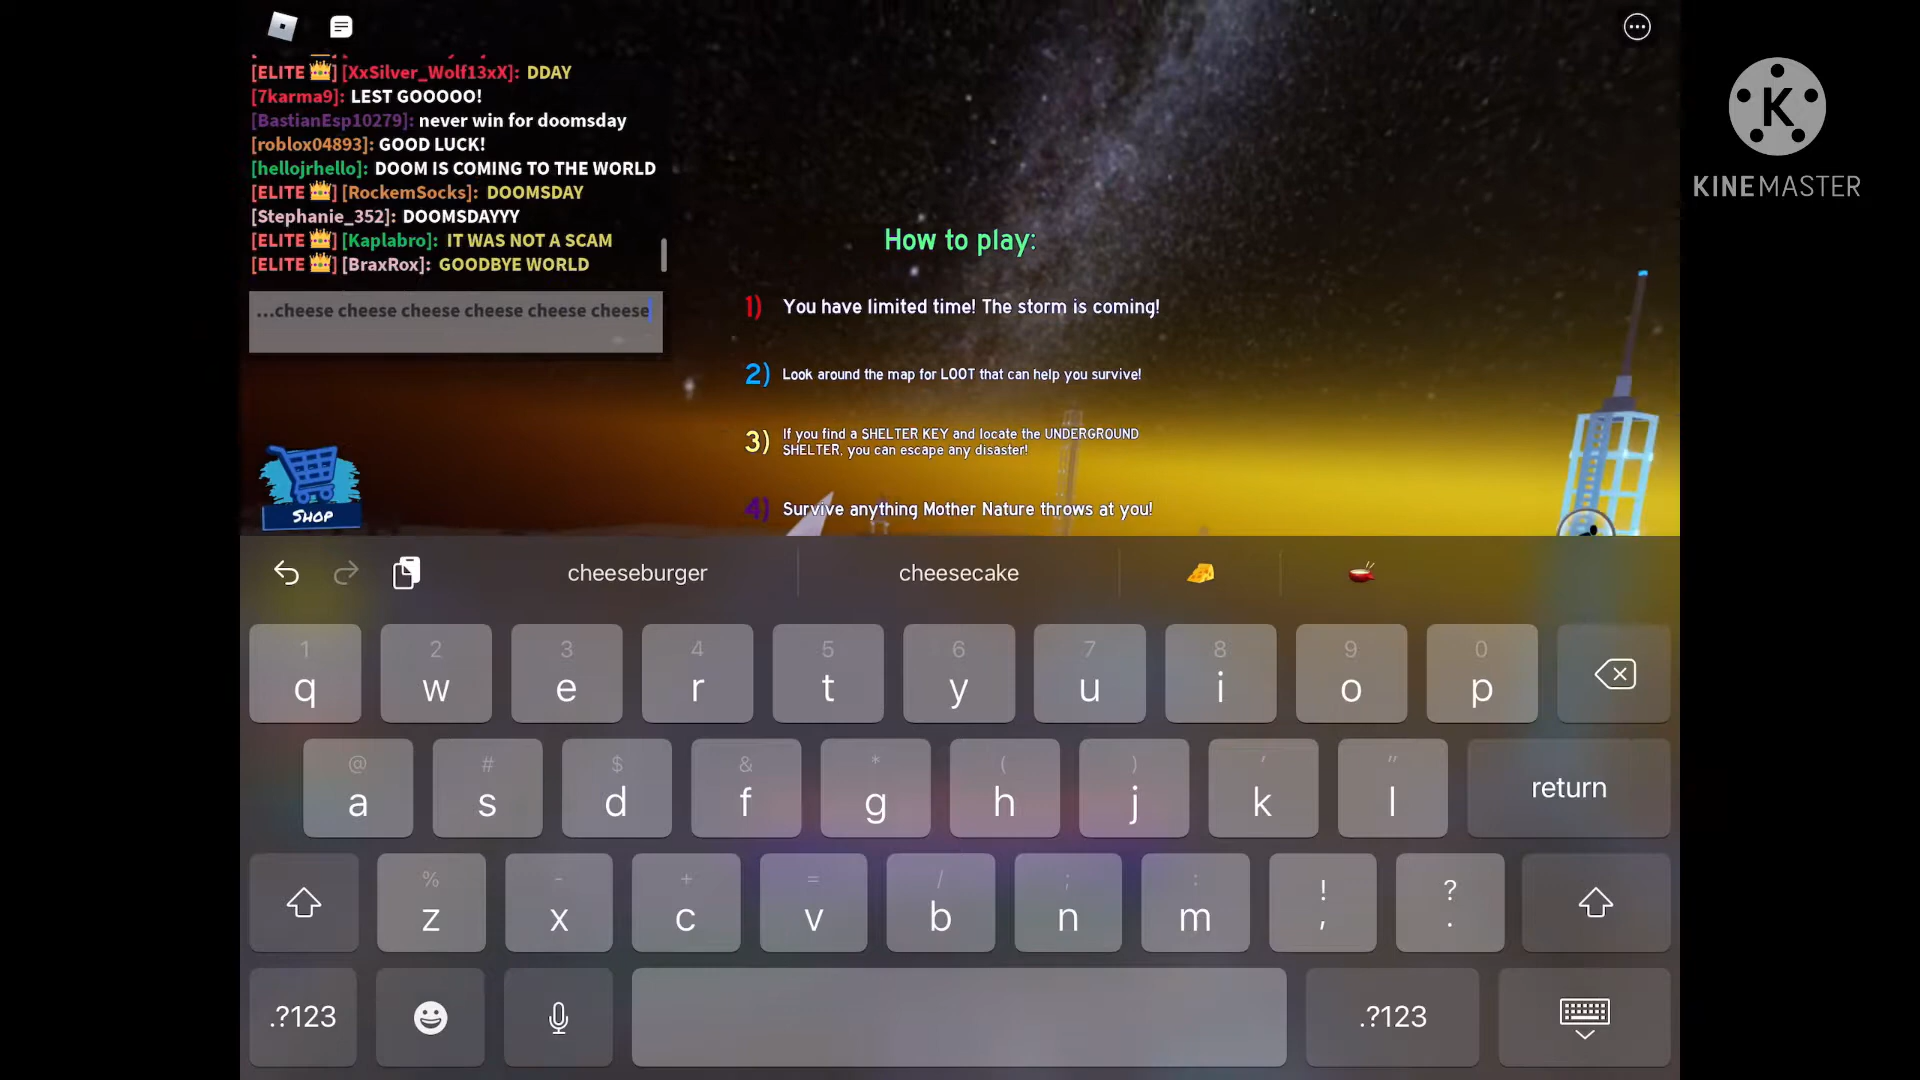 [ELITE 👑] [XxSilver_Wolf13xX]: DDAY
[7karma9]: LEST GOOOOO!
[BastianEsp10279]: never win for doomsday
[roblox04893]: GOOD LUCK!
[hellojrhello]: DOOM IS COMING TO THE WORLD
[ELITE 👑] [RockemSocks]: DOOMSDAY
[Stephanie_352]: DOOMSDAYYY
[ELITE 👑] [Kaplabro]: IT WAS NOT A SCAM
[ELITE 👑] [BraxRox]: GOODBYE WORLD
...cheese cheese cheese cheese cheese cheese
K
KINEMASTER
How to play:
1) You have limited time! The storm is coming!
2) Look around the map for LOOT that can help you survive!
3) If you find a SHELTER KEY and locate the UNDERGROUND
SHELTER, you can escape any disaster!
4) Survive anything Mother Nature throws at you!
SHOP
cheeseburger cheesecake 🧀 🫕
1 2 3 4 5 6 7 8 9 0
q w e r t y u i o p
@ # $ & * ( ) ' "
a s d f g h j k l return
% - + = / ; : ! ?
z x c v b n m , .
.?123 .?123